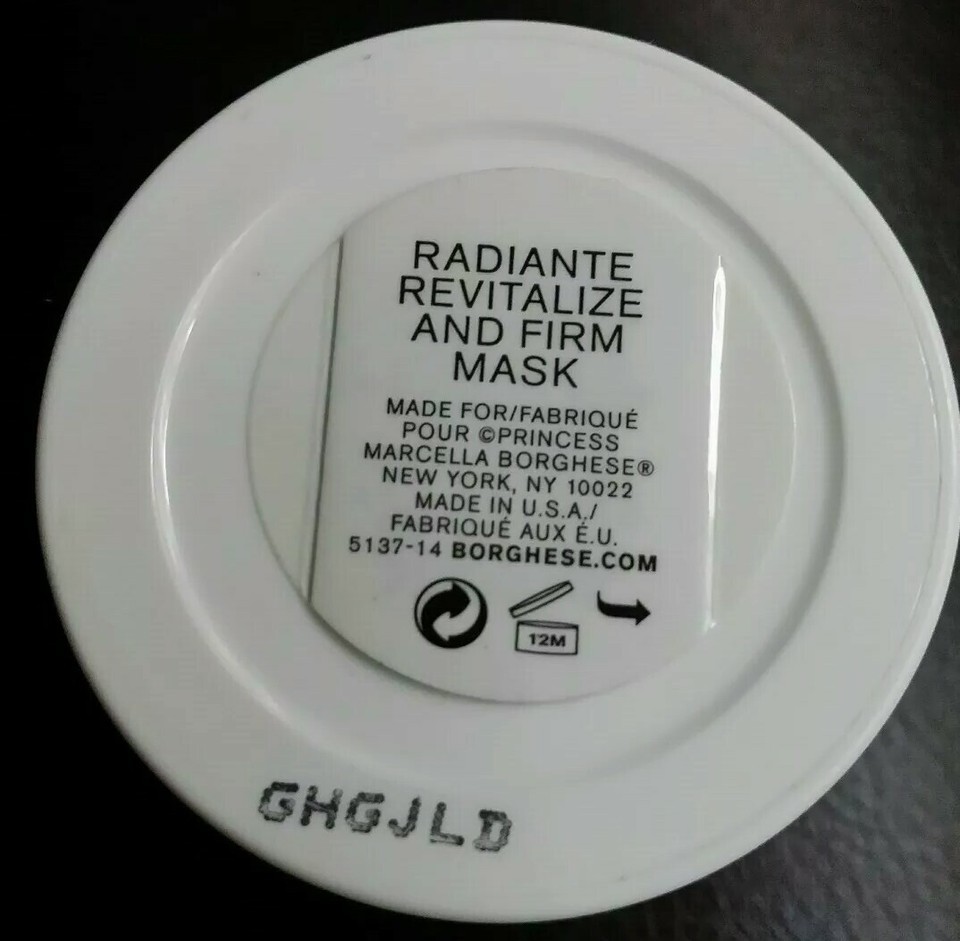 RADIANTE
REVITALIZE
AND FIRM
MASK
MADE FOR/FABRIQUÉ
POUR ©PRINCESS
MARCELLA BORGHESE®
NEW YORK, NY 10022
MADE IN U.S.A./
FABRIQUÉ AUX É.U.
5137-14 BORGHESE.COM
12M
GHGJLD